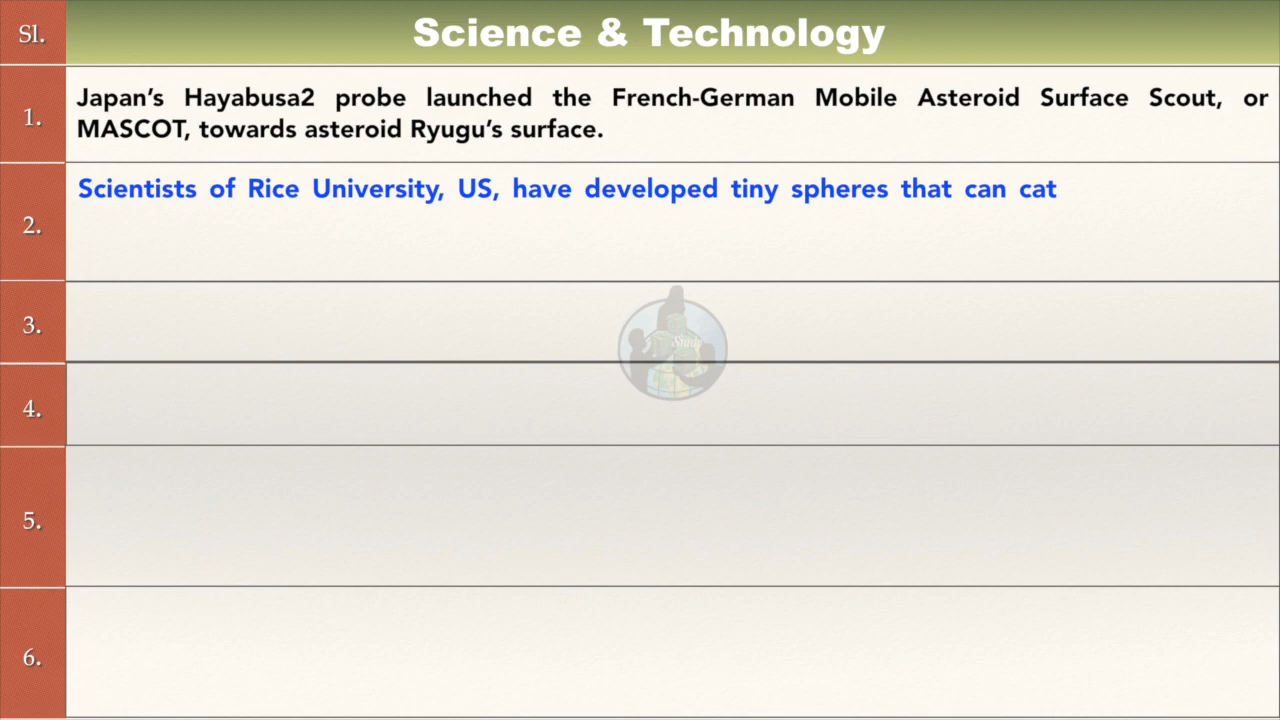 Sl.
Science & Technology
1.
Japan's Hayabusa2 probe launched the French-German Mobile Asteroid Surface Scout, or
MASCOT, towards asteroid Ryugu's surface.
2.
Scientists of Rice University, US, have developed tiny spheres that can cat
3.
Study
4.
5.
6.